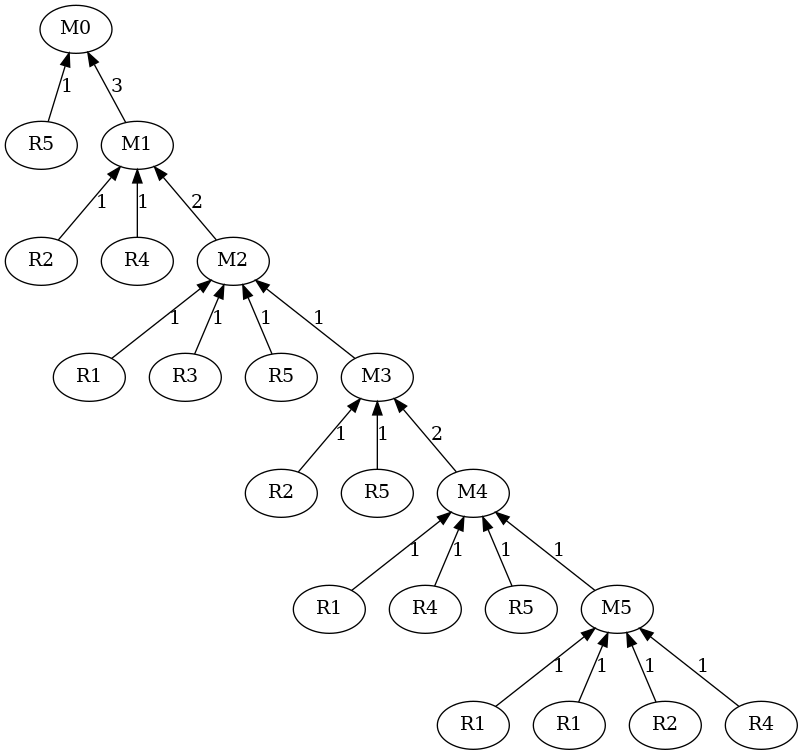 M0
1 3
R5 M1
1 1 2
R2 R4 M2
1 1 1 1
R1 R3 R5 M3
1 1 2
R2 R5 M4
1 1 1 1
R1 R4 R5 M5
1 1 1 1
R1 R1 R2 R4